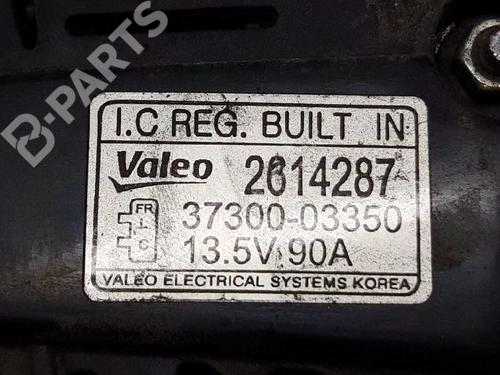 B-PARTS
I.C REG. BUILT IN
Valeo 2614287
FR
L
C
37300-03350
13.5V 90A
VALEO ELECTRICAL SYSTEMS KOREA